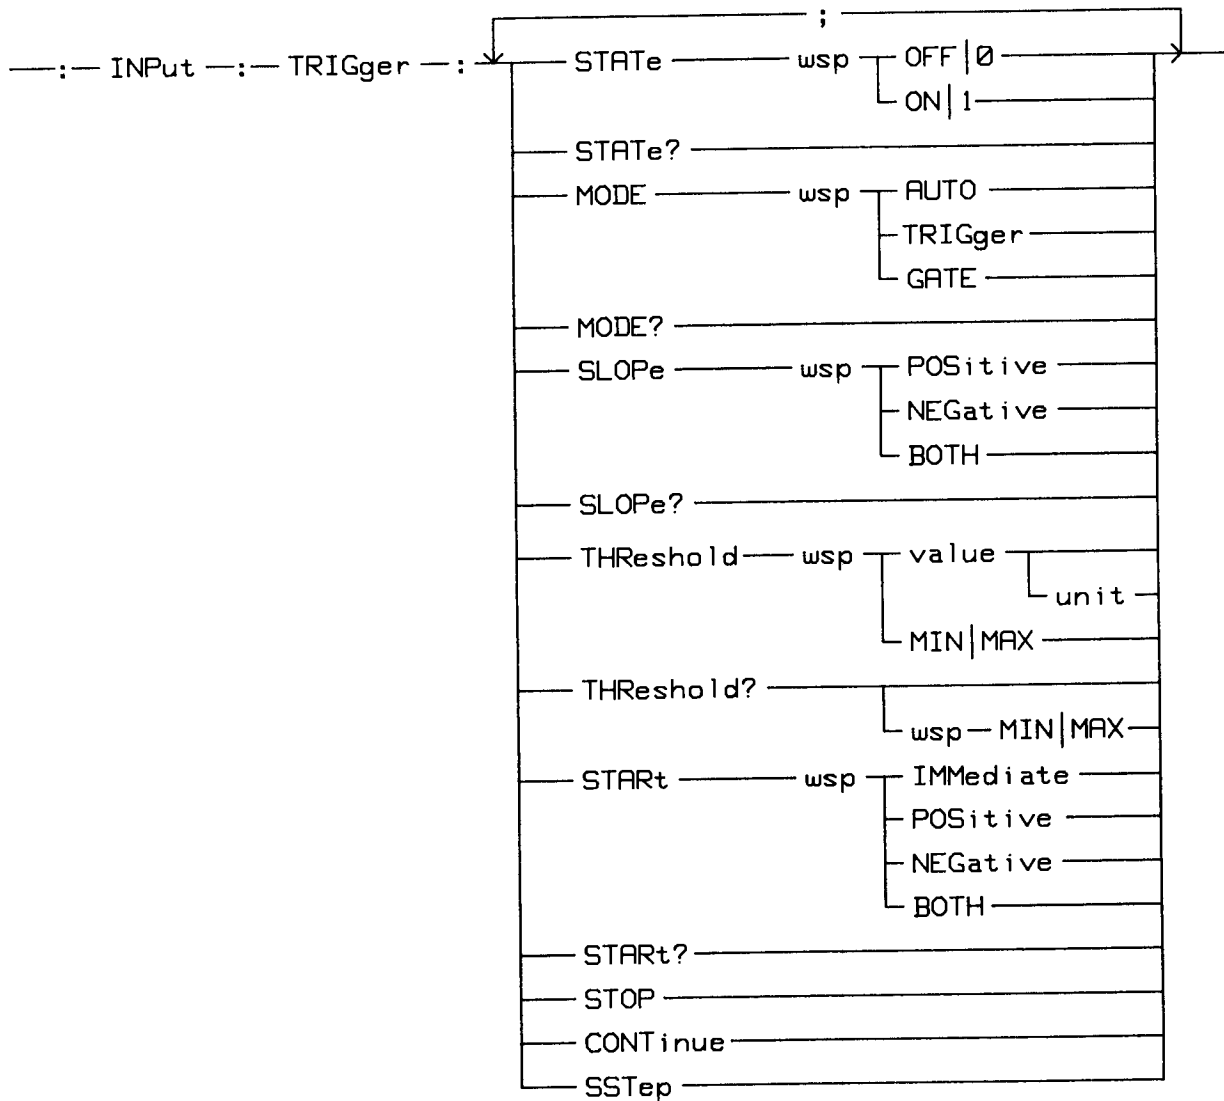 ;
: INPut : TRIGger : STATe wsp OFF|0
ON|1
STATe?
MODE wsp AUTO
TRIGger
GATE
MODE?
SLOPe wsp POSitive
NEGative
BOTH
SLOPe?
THReshold wsp value
unit
MIN|MAX
THReshold?
wsp MIN|MAX
STARt wsp IMMediate
POSitive
NEGative
BOTH
STARt?
STOP
CONTinue
SSTep